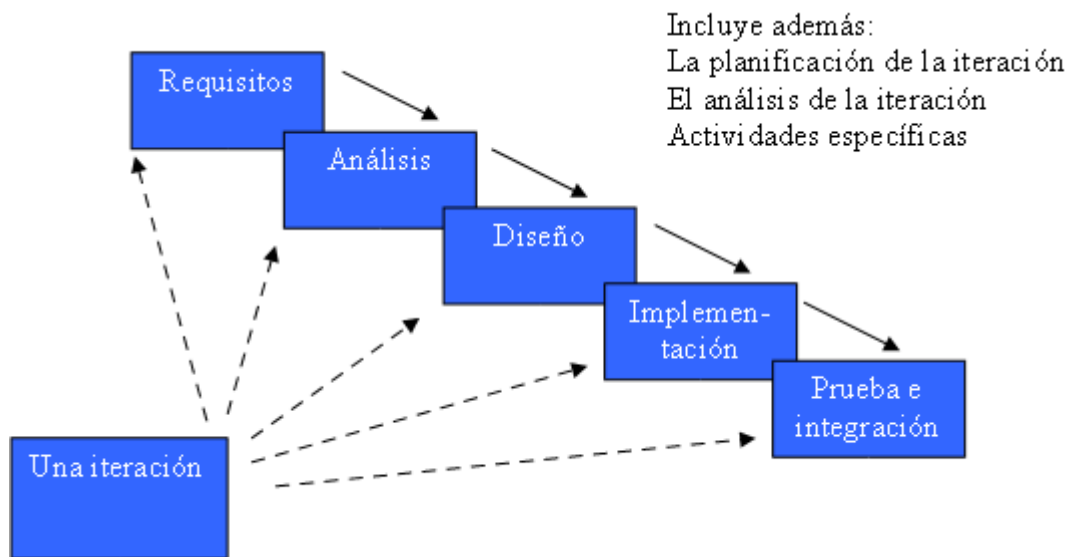 Incluye además:
La planificación de la iteración
El análisis de la iteración
Actividades específicas
Requisitos
Análisis
Diseño
Implemen-
tación
Prueba e
integración
Una iteración